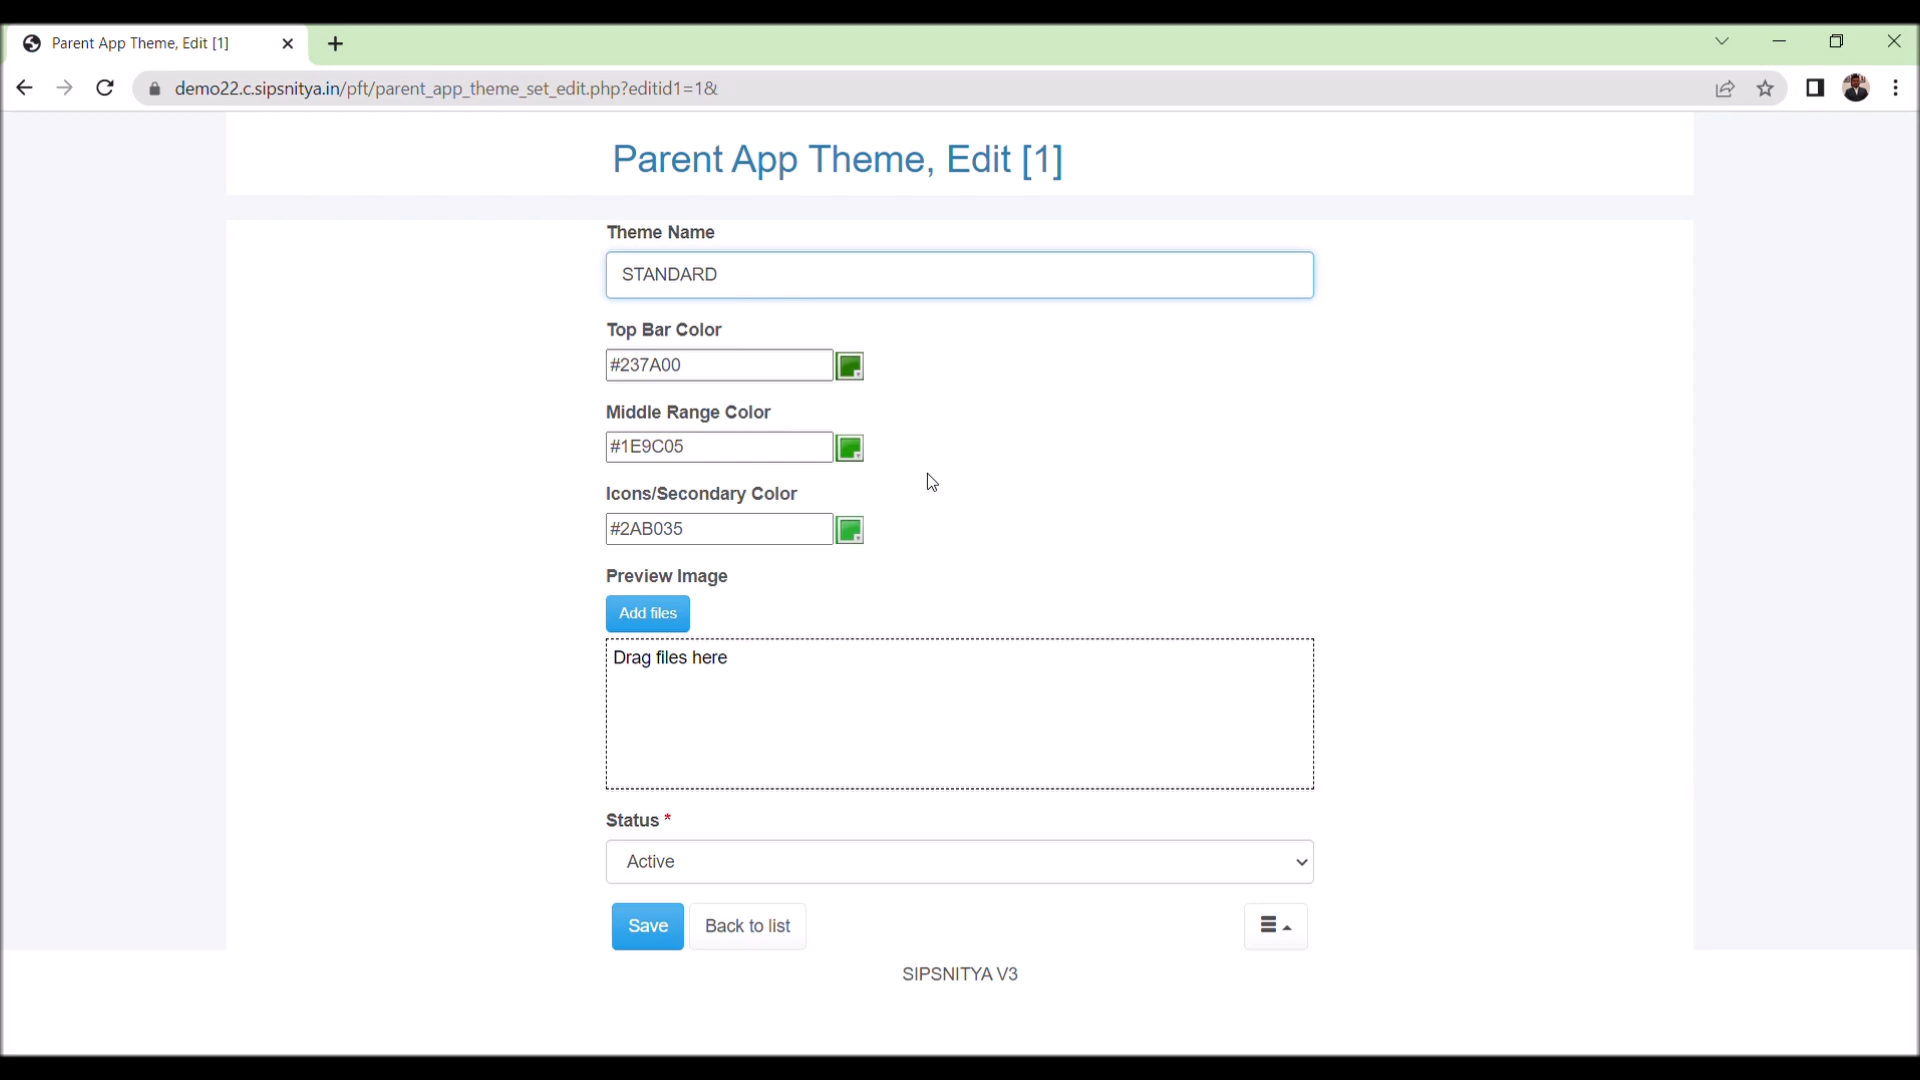 Parent App Theme, Edit [1]
demo22.c.sipsnitya.in/pft/parent_app_theme_set_edit.php?editid1=1&
Parent App Theme, Edit [1]
Theme Name
STANDARD
Top Bar Color
#237A00
Middle Range Color
#1E9C05
Icons/Secondary Color
#2AB035
Preview Image
Add files
Drag files here
Status *
Active
Save
Back to list
SIPSNITYA V3